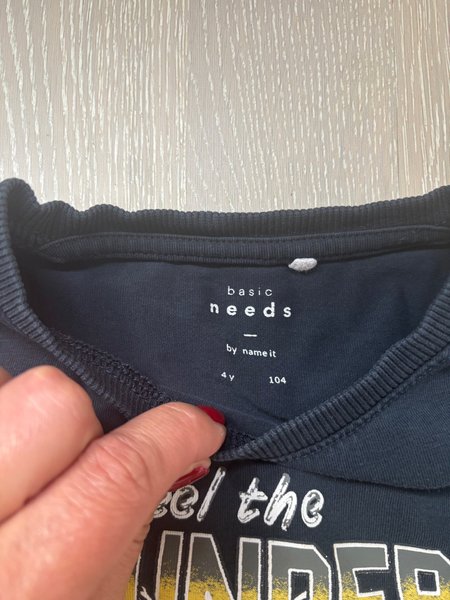 basic
needs
by name it
4 y 104
the